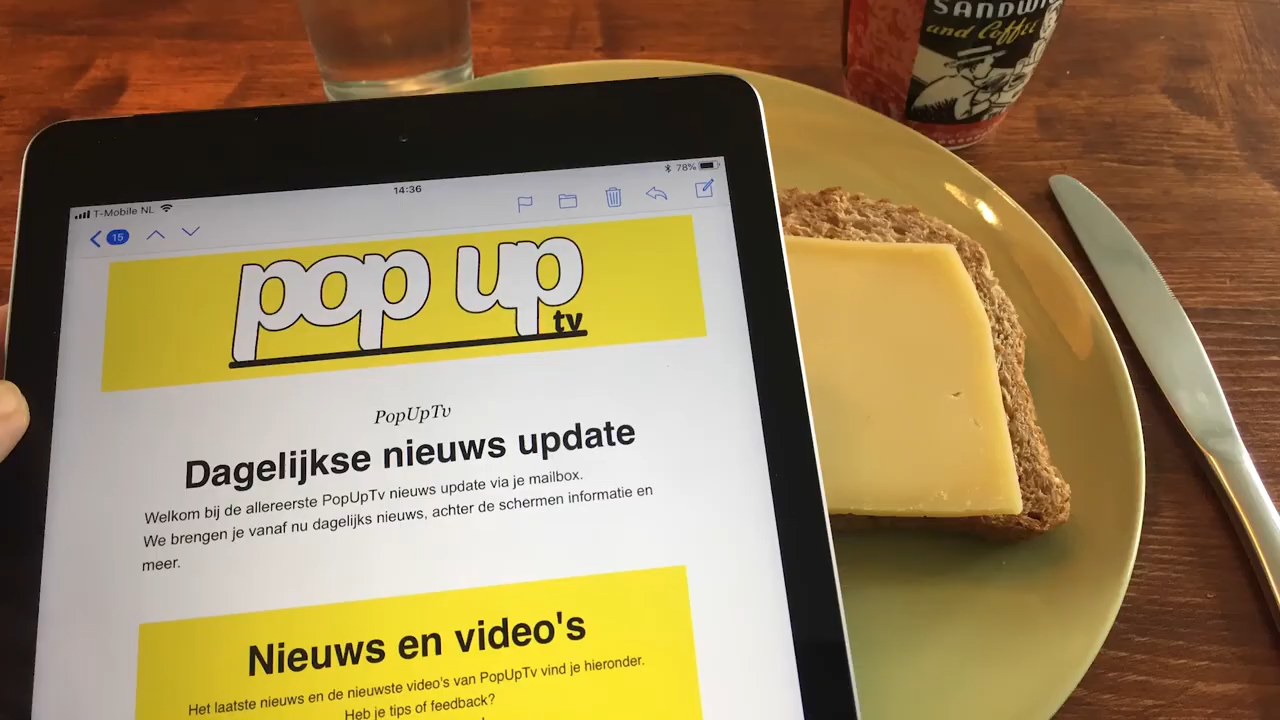 SANDWI
and Coffee
T-Mobile NL
14:36
78%
15
pop up
tv
PopUpTv
Dagelijkse nieuws update
Welkom bij de allereerste PopUpTv nieuws update via je mailbox.
We brengen je vanaf nu dagelijks nieuws, achter de schermen informatie en
meer.
Nieuws en video's
Het laatste nieuws en de nieuwste video's van PopUpTv vind je hieronder.
Heb je tips of feedback?